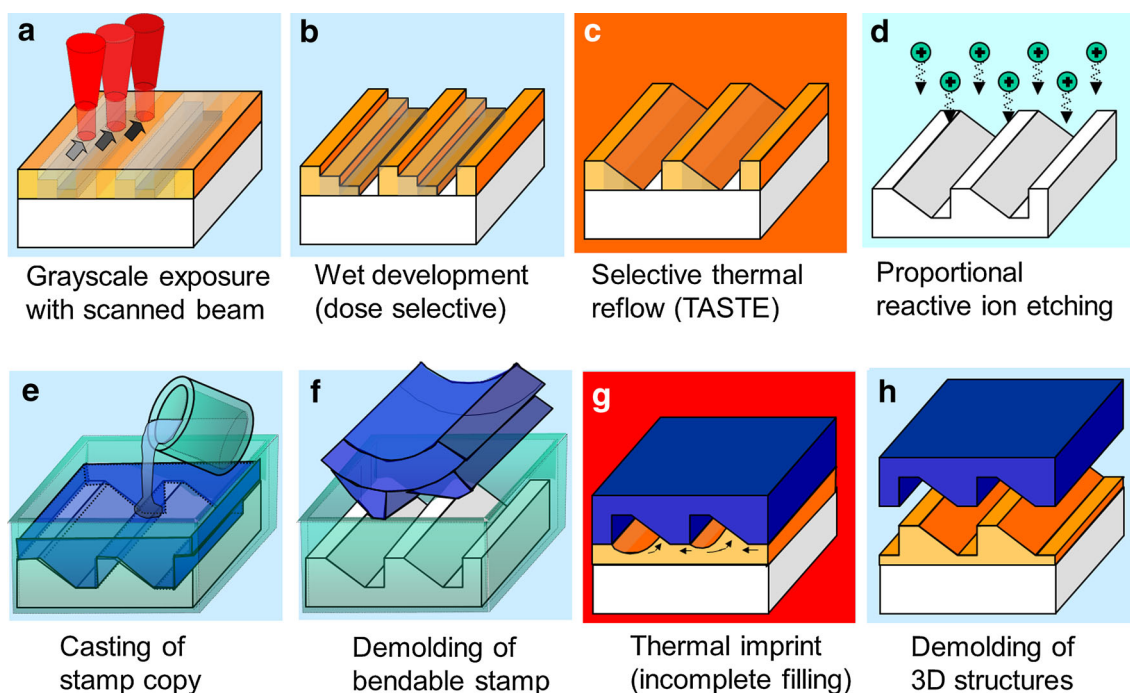 a
b
c
d
Grayscale exposure
with scanned beam
Wet development
(dose selective)
Selective thermal
reflow (TASTE)
Proportional
reactive ion etching
e
f
g
h
Casting of
stamp copy
Demolding of
bendable stamp
Thermal imprint
(incomplete filling)
Demolding of
3D structures